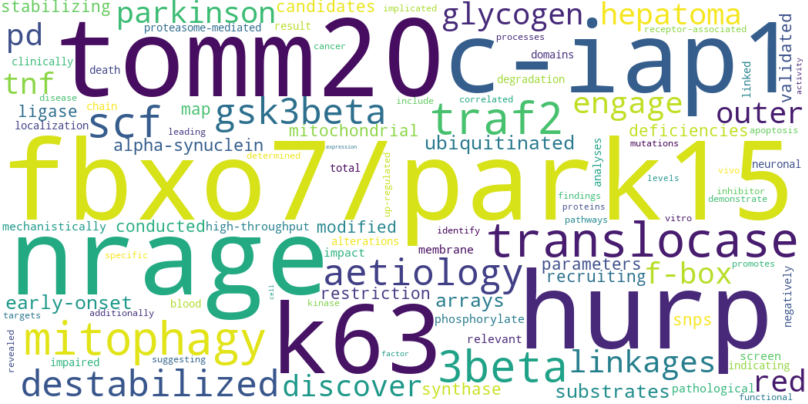 stabilizing parkinson candidates glycogen hepatoma
proteasome-mediated result implicated receptor-associated
pd tomm20 c-iap1 validated
clinically cancer processes domains linked activity
tnf death include degradation
disease chain correlated
ligase scf map gsk3beta traf2 engage outer
localization leading mitochondrial deficiencies apoptosis
alpha-synuclein ubiquitinated mutations
expression
fbxo7/park15
determined total up-regulated analyses levels vivo neuronal
findings inhibitor
proteins demonstrate
mechanistically conducted high-throughput modified pathways vitro
nrage alterations identify promotes translocase
specific impact membrane
aetiology parameters f-box negatively
early-onset blood cell restriction recruiting hurp
targets additionally kinase k63 arrays snps
phosphorylate
revealed mitophagy relevant screen
impaired suggesting factor 3beta linkages indicating
destabilized discover synthase substrates pathological red
functional